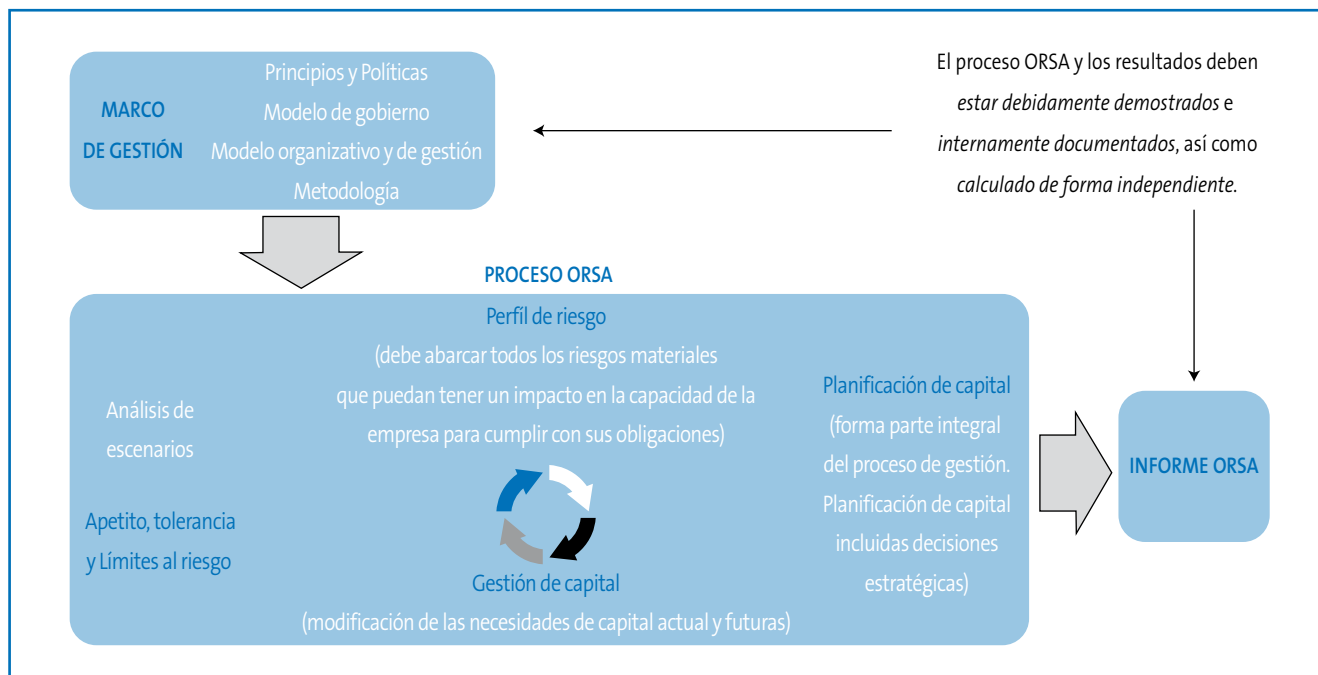 MARCO
DE GESTIÓN
Principios y Políticas
Modelo de gobierno
Modelo organizativo y de gestión
Metodología
El proceso ORSA y los resultados deben
estar debidamente demostrados e
internamente documentados, así como
calculado de forma independiente.
PROCESO ORSA
Perfíl de riesgo
(debe abarcar todos los riesgos materiales
que puedan tener un impacto en la capacidad de la
empresa para cumplir con sus obligaciones)
Análisis de
escenarios
Apetito, tolerancia
y Límites al riesgo
Gestión de capital
(modificación de las necesidades de capital actual y futuras)
Planificación de capital
(forma parte integral
del proceso de gestión.
Planificación de capital
incluidas decisiones
estratégicas)
INFORME ORSA